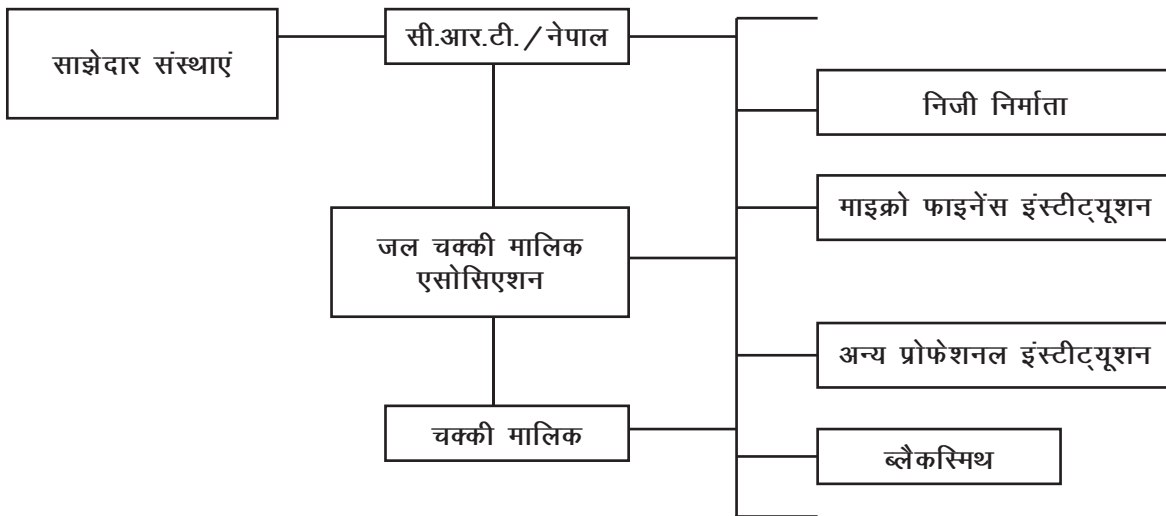 साझेदार संस्थाएं
सी.आर.टी./नेपाल
निजी निर्माता
माइक्रो फाइनेंस इंस्टीट्यूशन
जल चक्की मालिक
एसोसिएशन
अन्य प्रोफेशनल इंस्टीट्यूशन
चक्की मालिक
ब्लैकस्मिथ